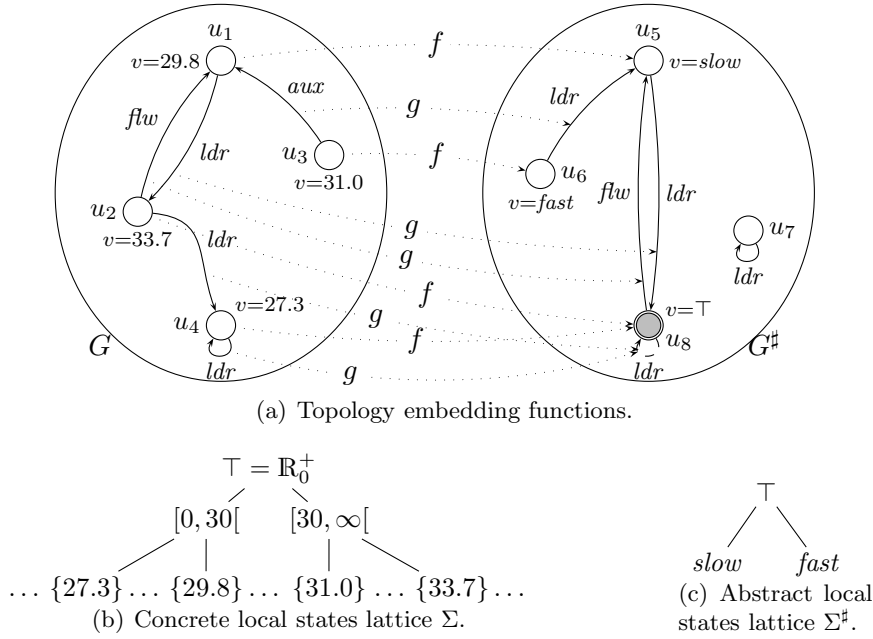 u₁ f u₅
v=29.8 v=slow
aux
g ldr
flw ldr u₃ f u₆
v=31.0 v=fast flw ldr
u₂
v=33.7 ldr g u₇
g ldr
f
v=27.3 v=⊤
u₄ g f u₈
G G♯
ldr g ldr
(a) Topology embedding functions.
⊤ = ℝ₀⁺
[0, 30[ [30, ∞[
... {27.3} ... {29.8} ... {31.0} ... {33.7} ...
(b) Concrete local states lattice Σ.
⊤
slow fast
(c) Abstract local
states lattice Σ♯.